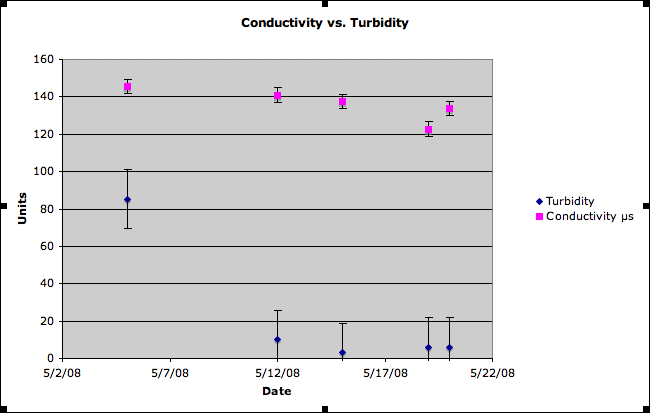 Conductivity vs. Turbidity
160
140
120
100
80
60
40
20
0
Units
5/2/08 5/7/08 5/12/08 5/17/08 5/22/08
Date
Turbidity
Conductivity µs